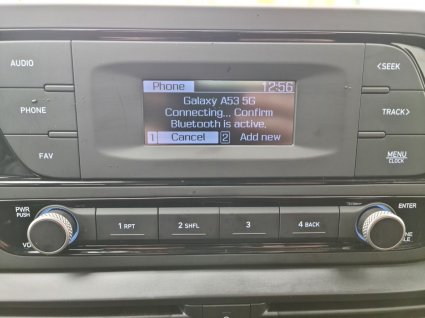 AUDIO
PHONE
FAV
Phone 12:56
Galaxy A53 5G
Connecting... Confirm
Bluetooth is active.
1 Cancel 2 Add new
<SEEK
TRACK>
MENU
CLOCK
PWR
PUSH
VOL
1 RPT
2 SHFL
3
4 BACK
ENTER